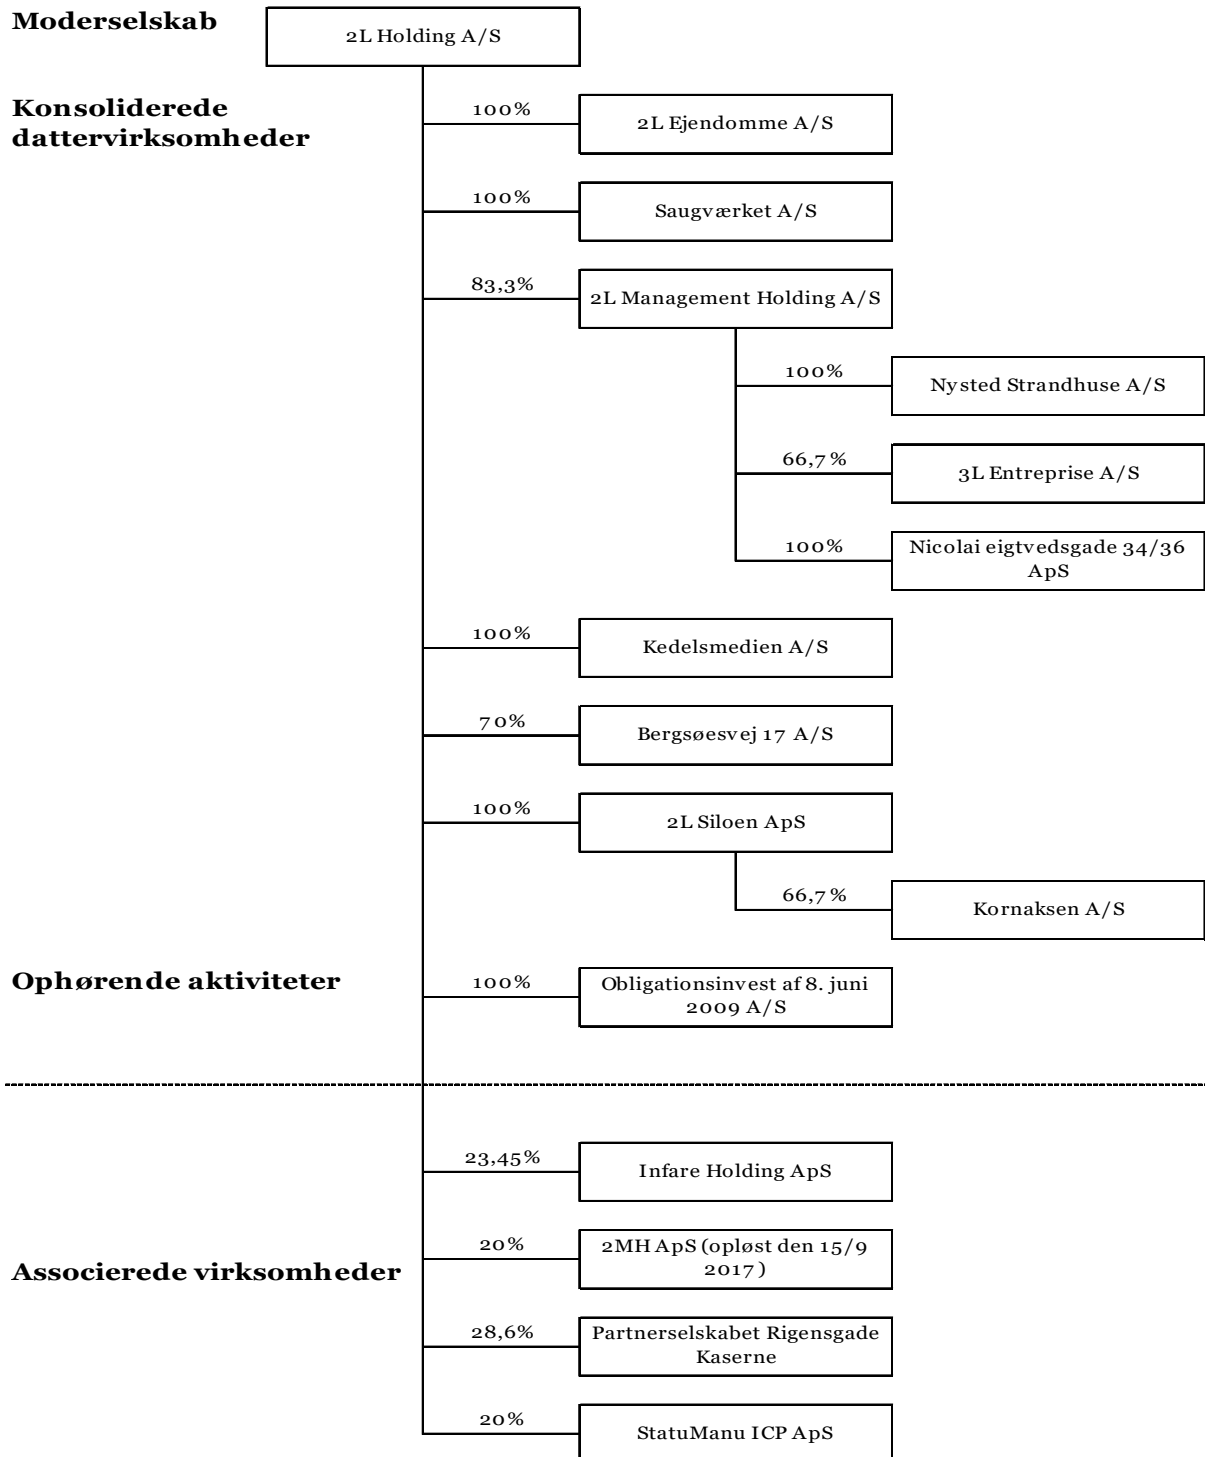 Moderselskab
2L Holding A/S
Konsoliderede
dattervirksomheder
100%
2L Ejendomme A/S
100%
Saugværket A/S
83,3%
2L Management Holding A/S
100%
Nysted Strandhuse A/S
66,7%
3L Entreprise A/S
100%
Nicolai eigtvedsgade 34/36
ApS
100%
Kedelsmedien A/S
70%
Bergsøesvej 17 A/S
100%
2L Siloen ApS
66,7%
Kornaksen A/S
Ophørende aktiviteter
100%
Obligationsinvest af 8. juni
2009 A/S
23,45%
Infare Holding ApS
Associerede virksomheder
20%
2MH ApS (opløst den 15/9
2017)
28,6%
Partnerselskabet Rigensgade
Kaserne
20%
StatuManu ICP ApS